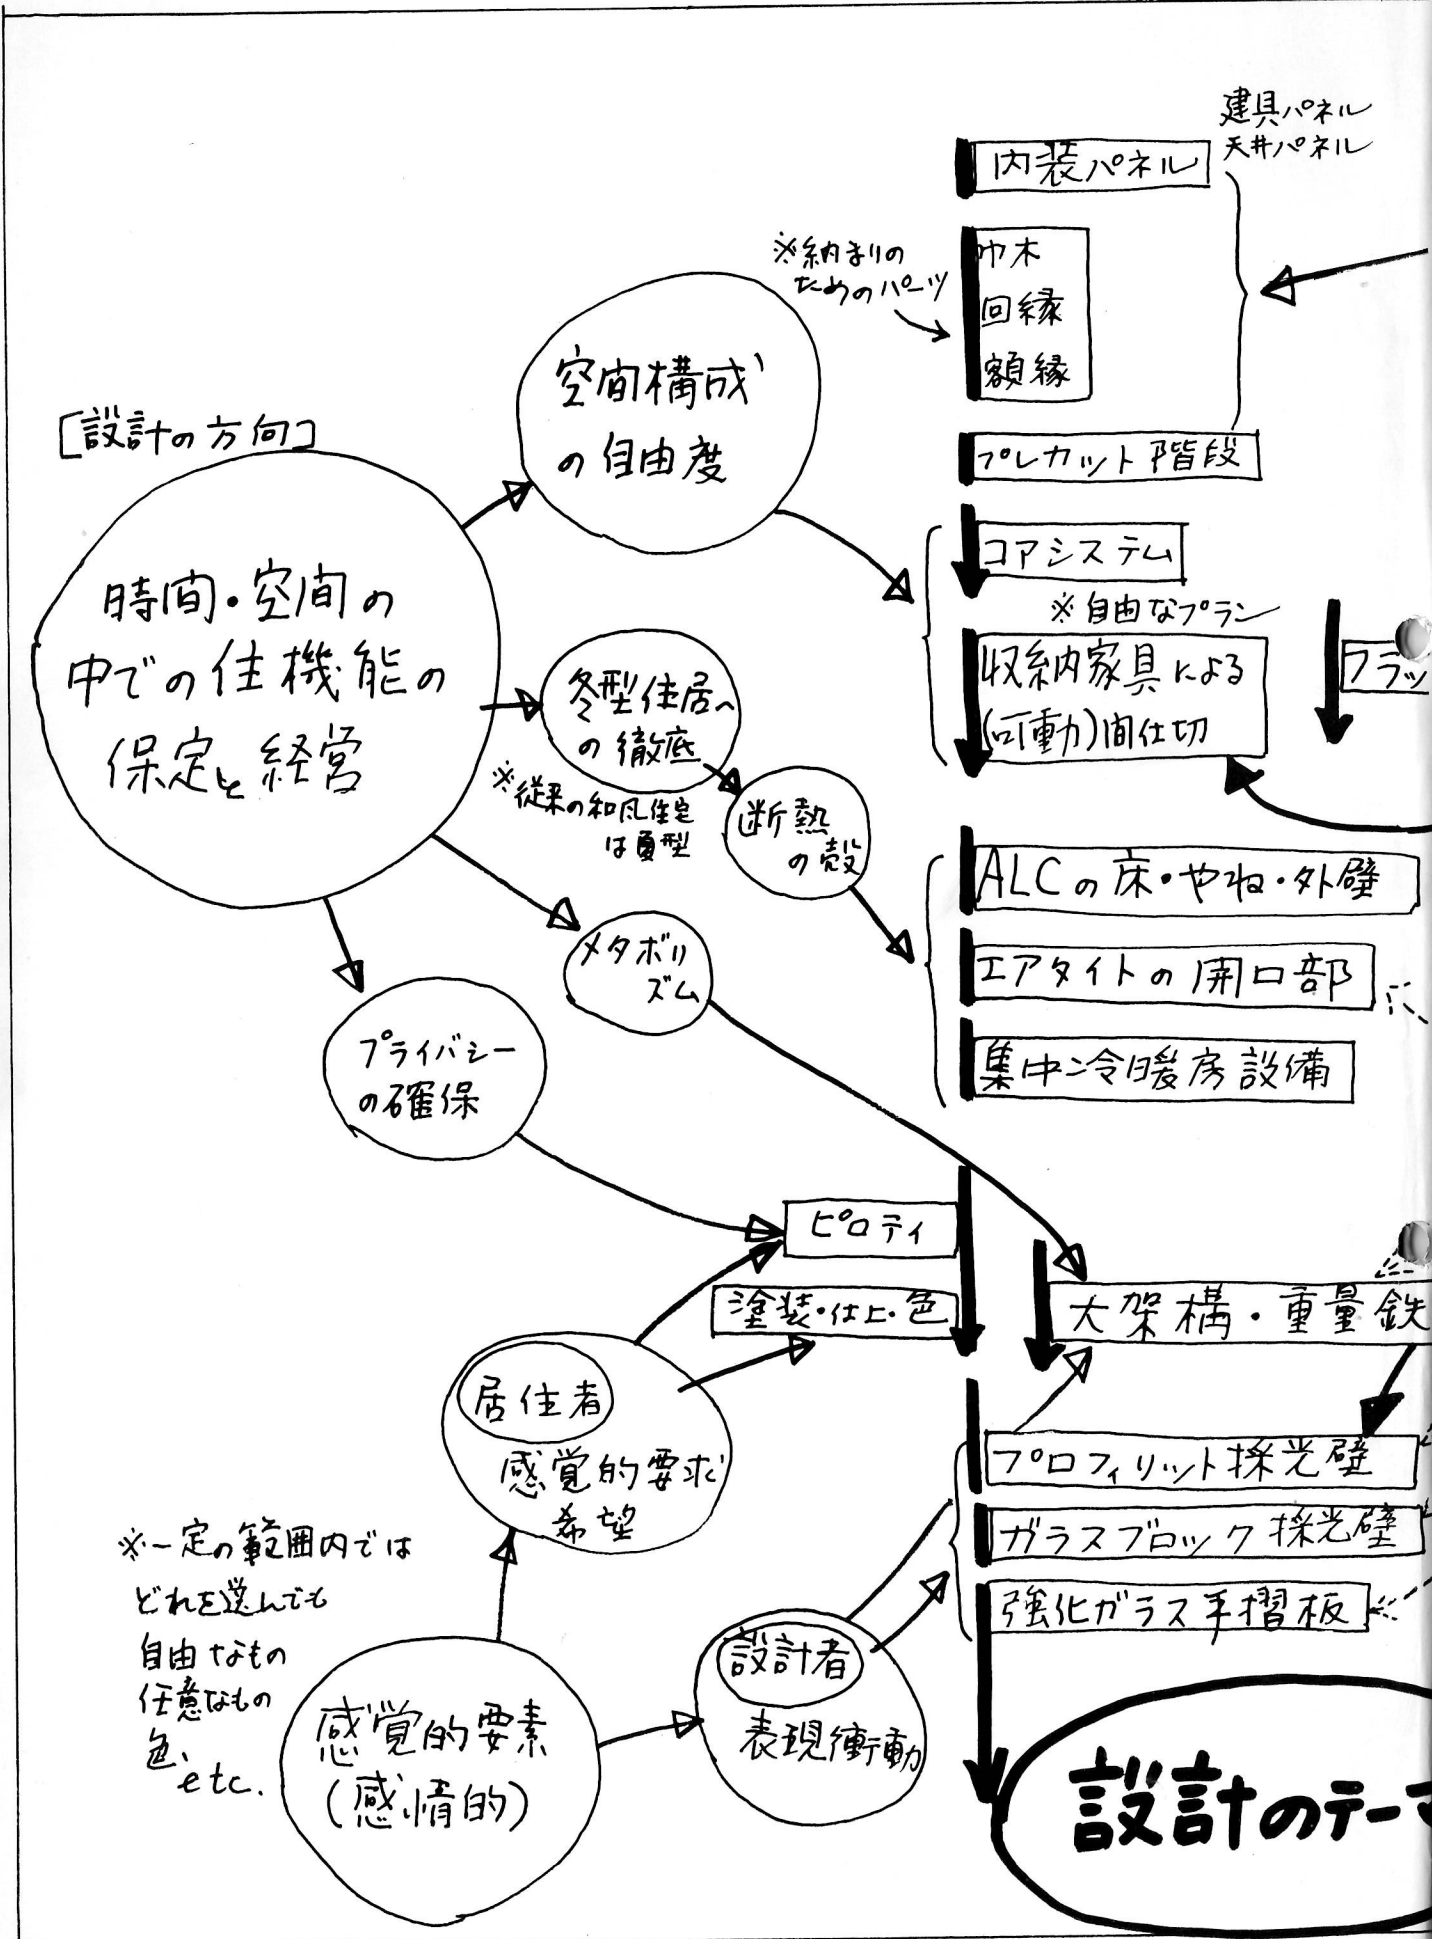 建具パネル
天井パネル
内装パネル
※納まりの
ためのパーツ
巾木
回縁
額縁
プレカット階段
空間構成
の自由度
[設計の方向]
時間・空間の
中での住機能の
保定と経営
コアシステム
※自由なプラン
収納家具による
(可動)間仕切
フラッ
冬型住居へ
の徹底
※従来の和風住宅
は夏型
断熱
の殻
ALCの床・やね・外壁
エアタイトの開口部
集中冷暖房設備
メタボリ
ズム
プライバシー
の確保
ピロティ
塗装・仕上・色
大架構・重量鉄
居住者
感覚的要求
希望
プロフィリット採光壁
ガラスブロック採光壁
強化ガラス手摺板
※一定の範囲内では
どれを選んでも
自由なもの
任意なもの
色、
etc.
感覚的要素
(感情的)
設計者
表現衝動
設計のテーマ